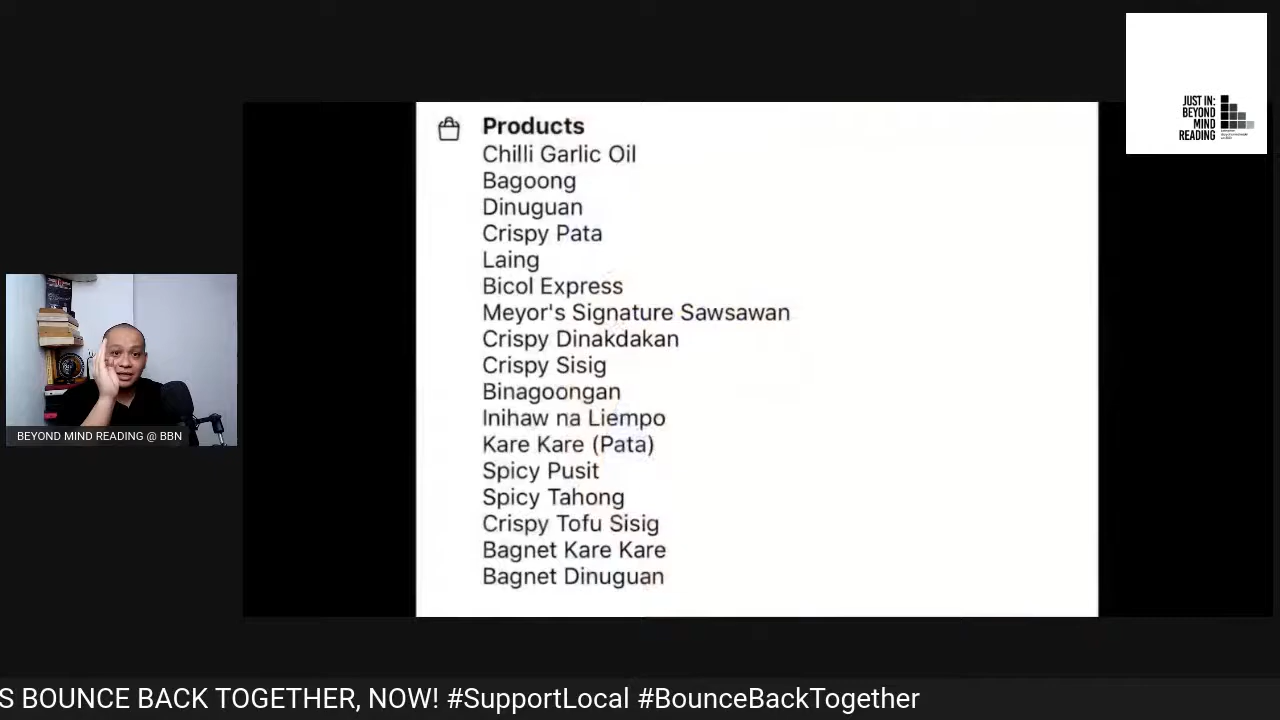 JUST IN:
BEYOND
MIND
READING
Products
Chilli Garlic Oil
Bagoong
Dinuguan
Crispy Pata
Laing
Bicol Express
Meyor's Signature Sawsawan
Crispy Dinakdakan
Crispy Sisig
Binagoongan
Inihaw na Liempo
Kare Kare (Pata)
Spicy Pusit
Spicy Tahong
Crispy Tofu Sisig
Bagnet Kare Kare
Bagnet Dinuguan
BEYOND MIND READING @ BBN
S BOUNCE BACK TOGETHER, NOW! #SupportLocal #BounceBackTogether